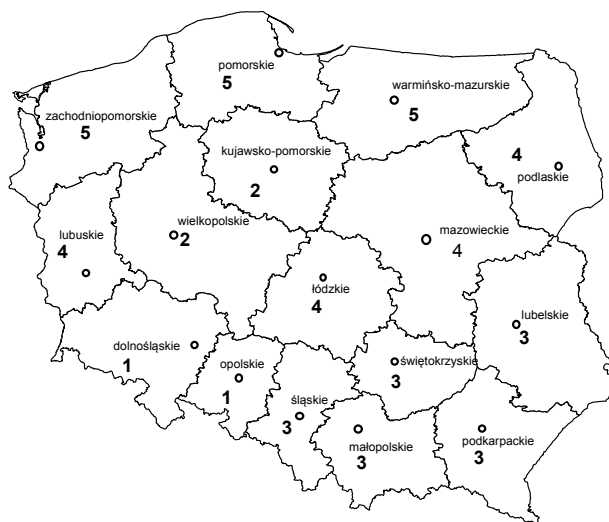 pomorskie
5
warmińsko-mazurskie
5
zachodniopomorskie
5
kujawsko-pomorskie
2
4
podlaskie
lubuskie
4
wielkopolskie
2
mazowieckie
4
łódzkie
4
lubelskie
3
dolnośląskie
1
opolskie
1
świętokrzyskie
3
śląskie
3
małopolskie
3
podkarpackie
3